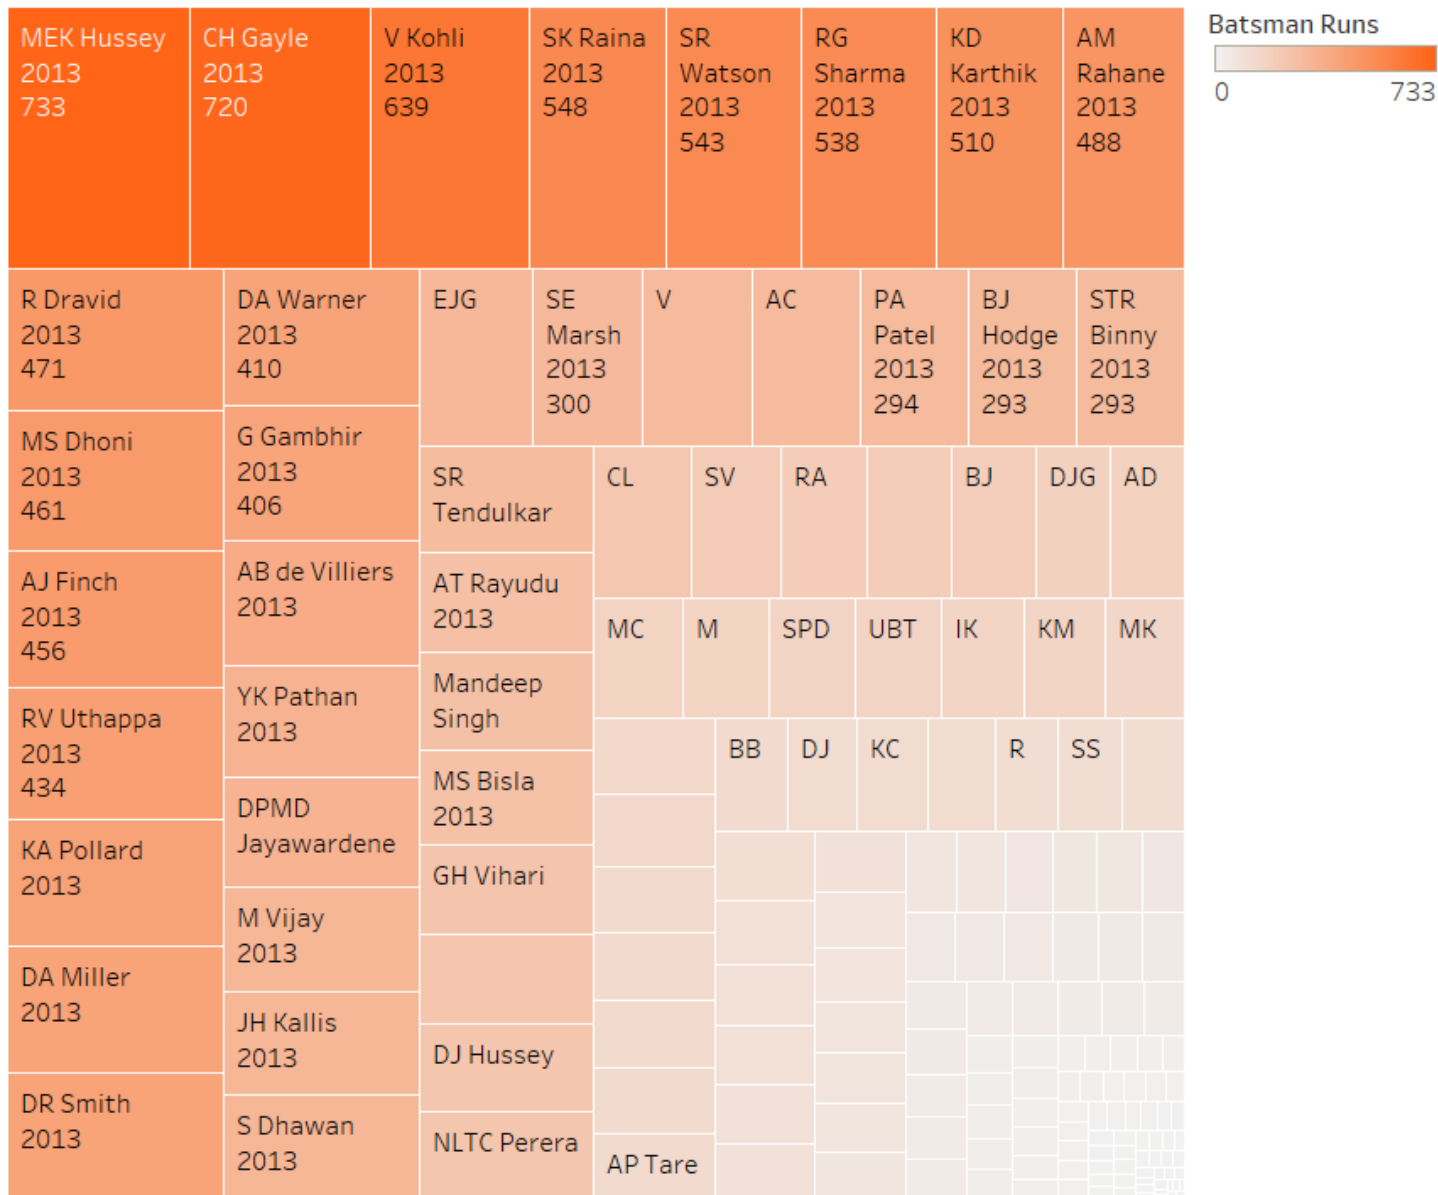 MEK Hussey
2013
733
CH Gayle
2013
720
V Kohli
2013
639
SK Raina
2013
548
SR
Watson
2013
543
RG
Sharma
2013
538
KD
Karthik
2013
510
AM
Rahane
2013
488
Batsman Runs
0
733
R Dravid
2013
471
MS Dhoni
2013
461
AJ Finch
2013
456
RV Uthappa
2013
434
KA Pollard
2013
DA Miller
2013
DR Smith
2013
DA Warner
2013
410
G Gambhir
2013
406
AB de Villiers
2013
YK Pathan
2013
DPMD
Jayawardene
M Vijay
2013
JH Kallis
2013
S Dhawan
2013
EJG
SE
Marsh
2013
300
V
AC
PA
Patel
2013
294
BJ
Hodge
2013
293
STR
Binny
2013
293
SR
Tendulkar
AT Rayudu
2013
Mandeep
Singh
MS Bisla
2013
GH Vihari
DJ Hussey
NLTC Perera
CL
SV
RA
BJ
DJG
AD
MC
M
SPD
UBT
IK
KM
MK
BB
DJ
KC
R
SS
AP Tare